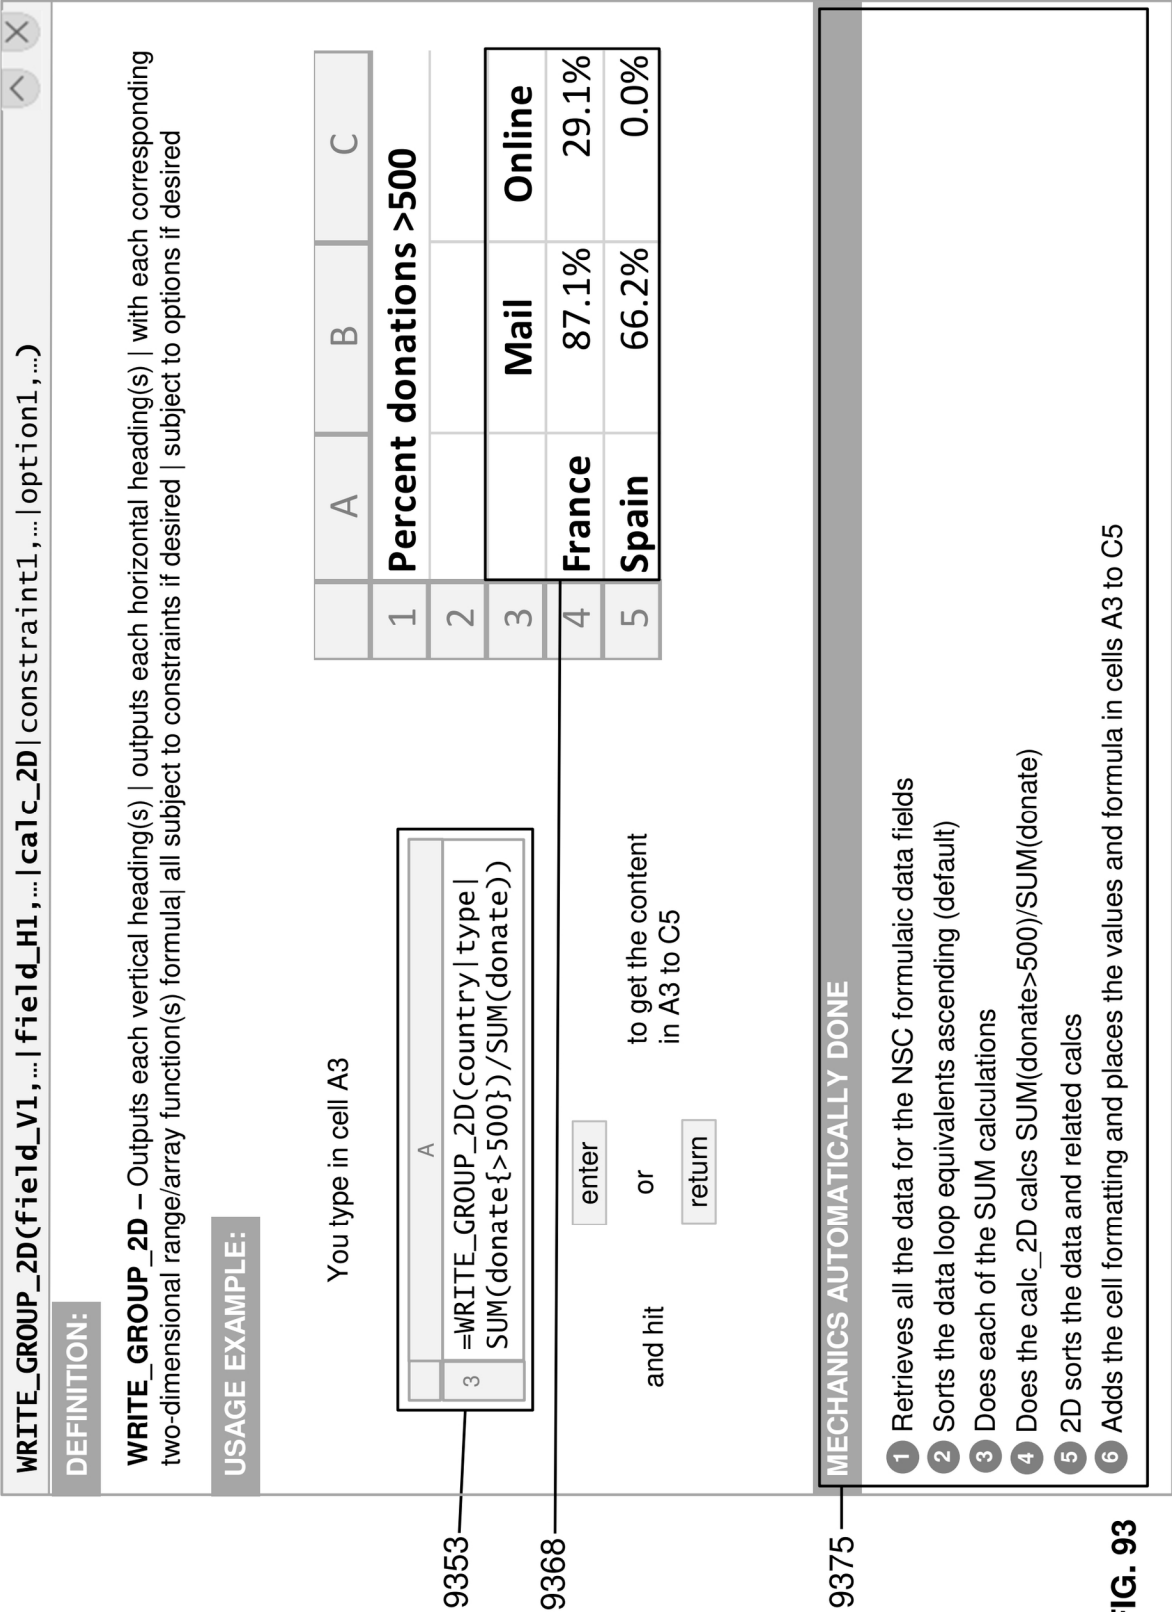 WRITE_GROUP_2D(field_V1,…|field_H1,…|calc_2D|constraint1,…|option1,…)
DEFINITION:
WRITE_GROUP_2D – Outputs each vertical heading(s) | outputs each horizontal heading(s) | with each corresponding
two-dimensional range/array function(s) formula| all subject to constraints if desired | subject to options if desired
USAGE EXAMPLE:
You type in cell A3
A
3
=WRITE_GROUP_2D(country|type|
SUM(donate{>500})/SUM(donate))
and hit
enter
or
return
to get the content
in A3 to C5
A B C
1 Percent donations >500
2
3 Mail Online
4 France 87.1% 29.1%
5 Spain 66.2% 0.0%
MECHANICS AUTOMATICALLY DONE
1 Retrieves all the data for the NSC formulaic data fields
2 Sorts the data loop equivalents ascending (default)
3 Does each of the SUM calculations
4 Does the calc_2D calcs SUM(donate>500)/SUM(donate)
5 2D sorts the data and related calcs
6 Adds the cell formatting and places the values and formula in cells A3 to C5
9353
9368
9375
IG. 93